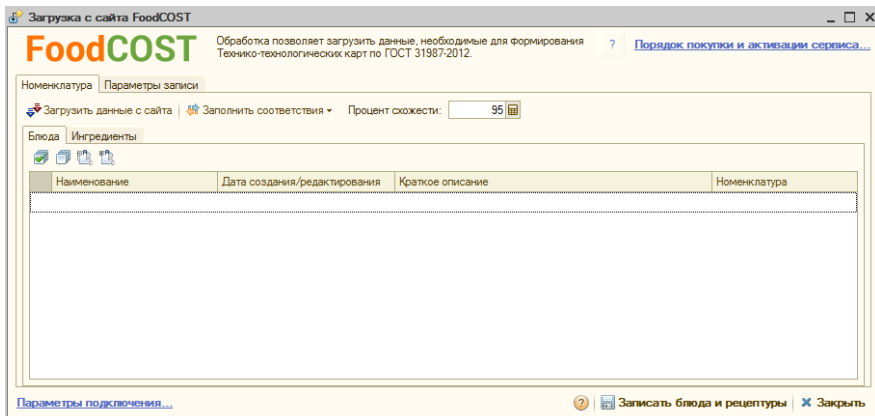 Загрузка с сайта FoodCOST
FoodCOST
Обработка позволяет загрузить данные, необходимые для формирования
Технико-технологических карт по ГОСТ 31987-2012.
? Порядок покупки и активации сервиса...
Номенклатура Параметры записи
Загрузить данные с сайта Заполнить соответствия Процент схожести: 95
Блюда Ингредиенты
Наименование Дата создания/редактирования Краткое описание Номенклатура
Параметры подключения... ? Записать блюда и рецептуры Закрыть